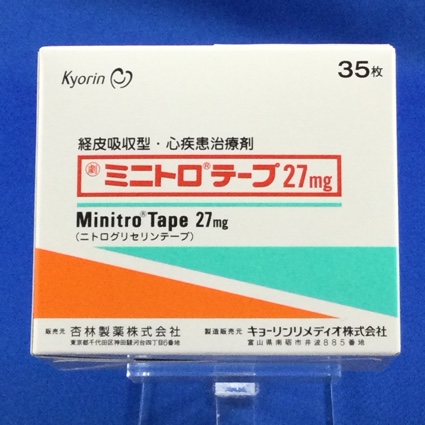 Kyorin
35枚
経皮吸収型・心疾患治療剤
劇 ミニトロ®テープ27mg
Minitro® Tape 27mg
(ニトログリセリンテープ)
販売元 杏林製薬株式会社
東京都千代田区神田駿河台四丁目6番地
製造販売元 キョーリンリメディオ株式会社
富山県南砺市井波885番地